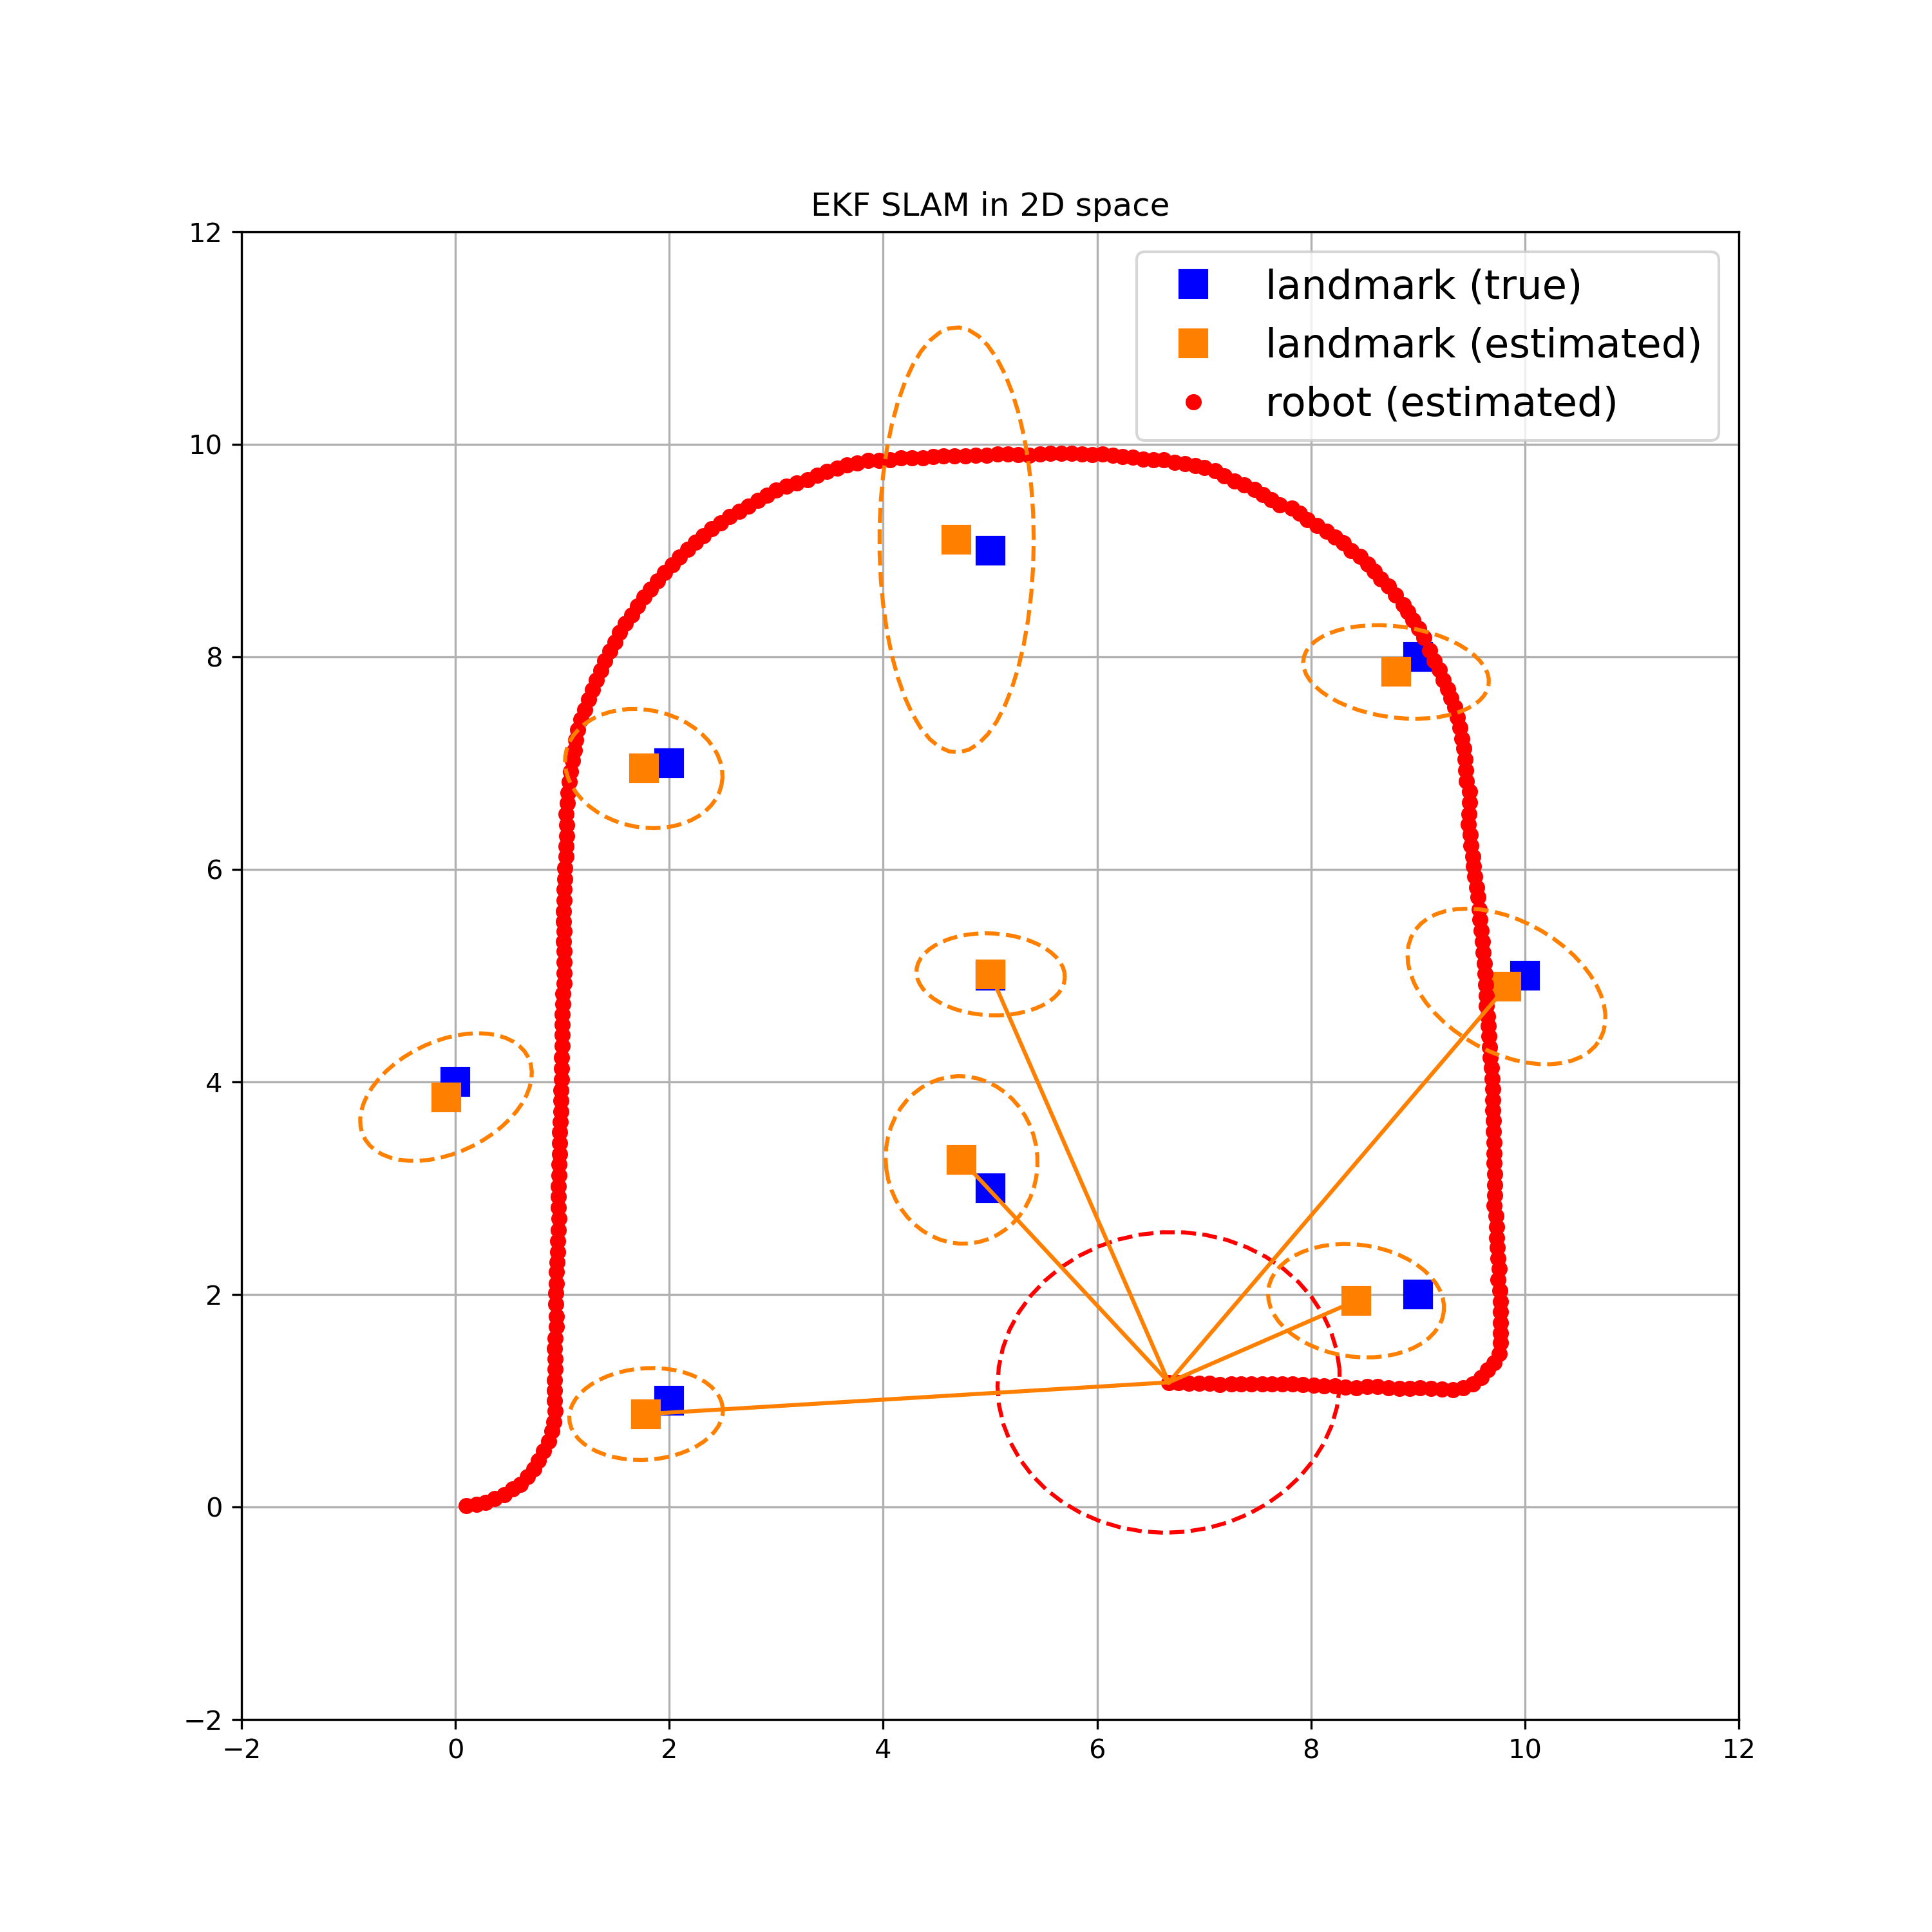 EKF SLAM in 2D space
landmark (true)
landmark (estimated)
robot (estimated)
12
10
8
6
4
2
0
−2
−2 0 2 4 6 8 10 12